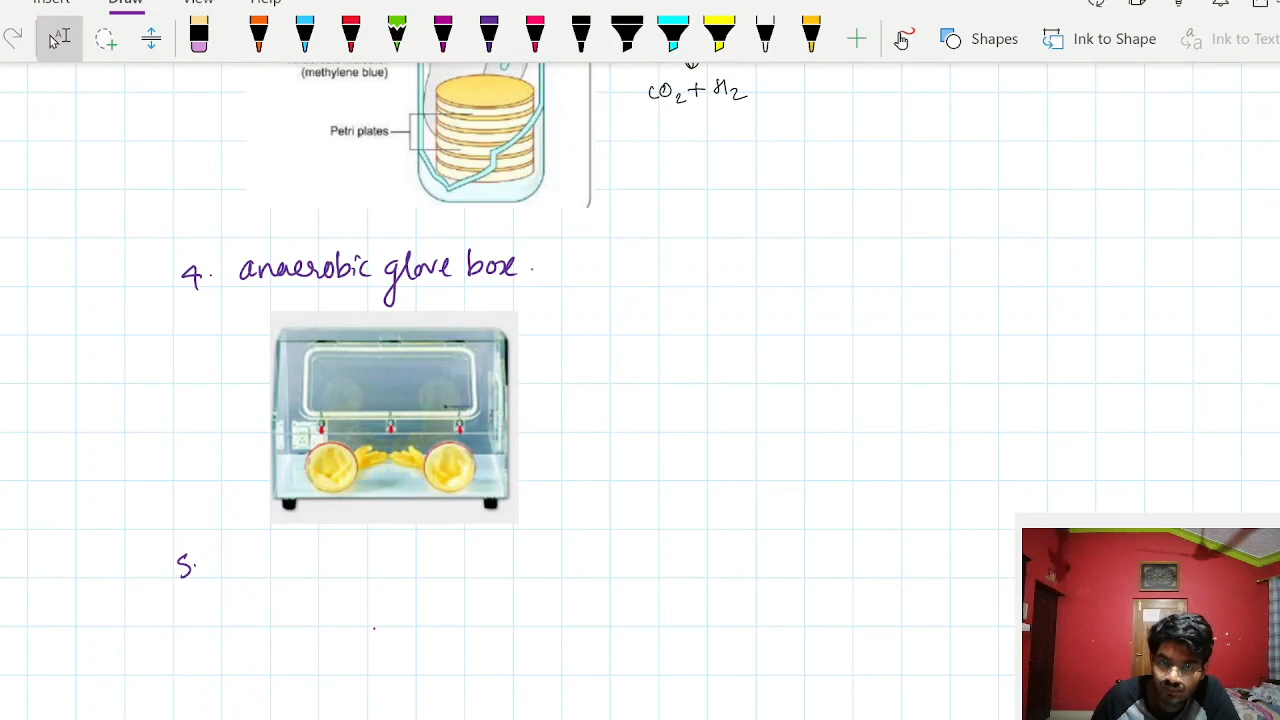 Insert Draw View Help
Shapes Ink to Shape Ink to Text
(methylene blue)
CO2 + H2
Petri plates
4. anaerobic glove box.
5.